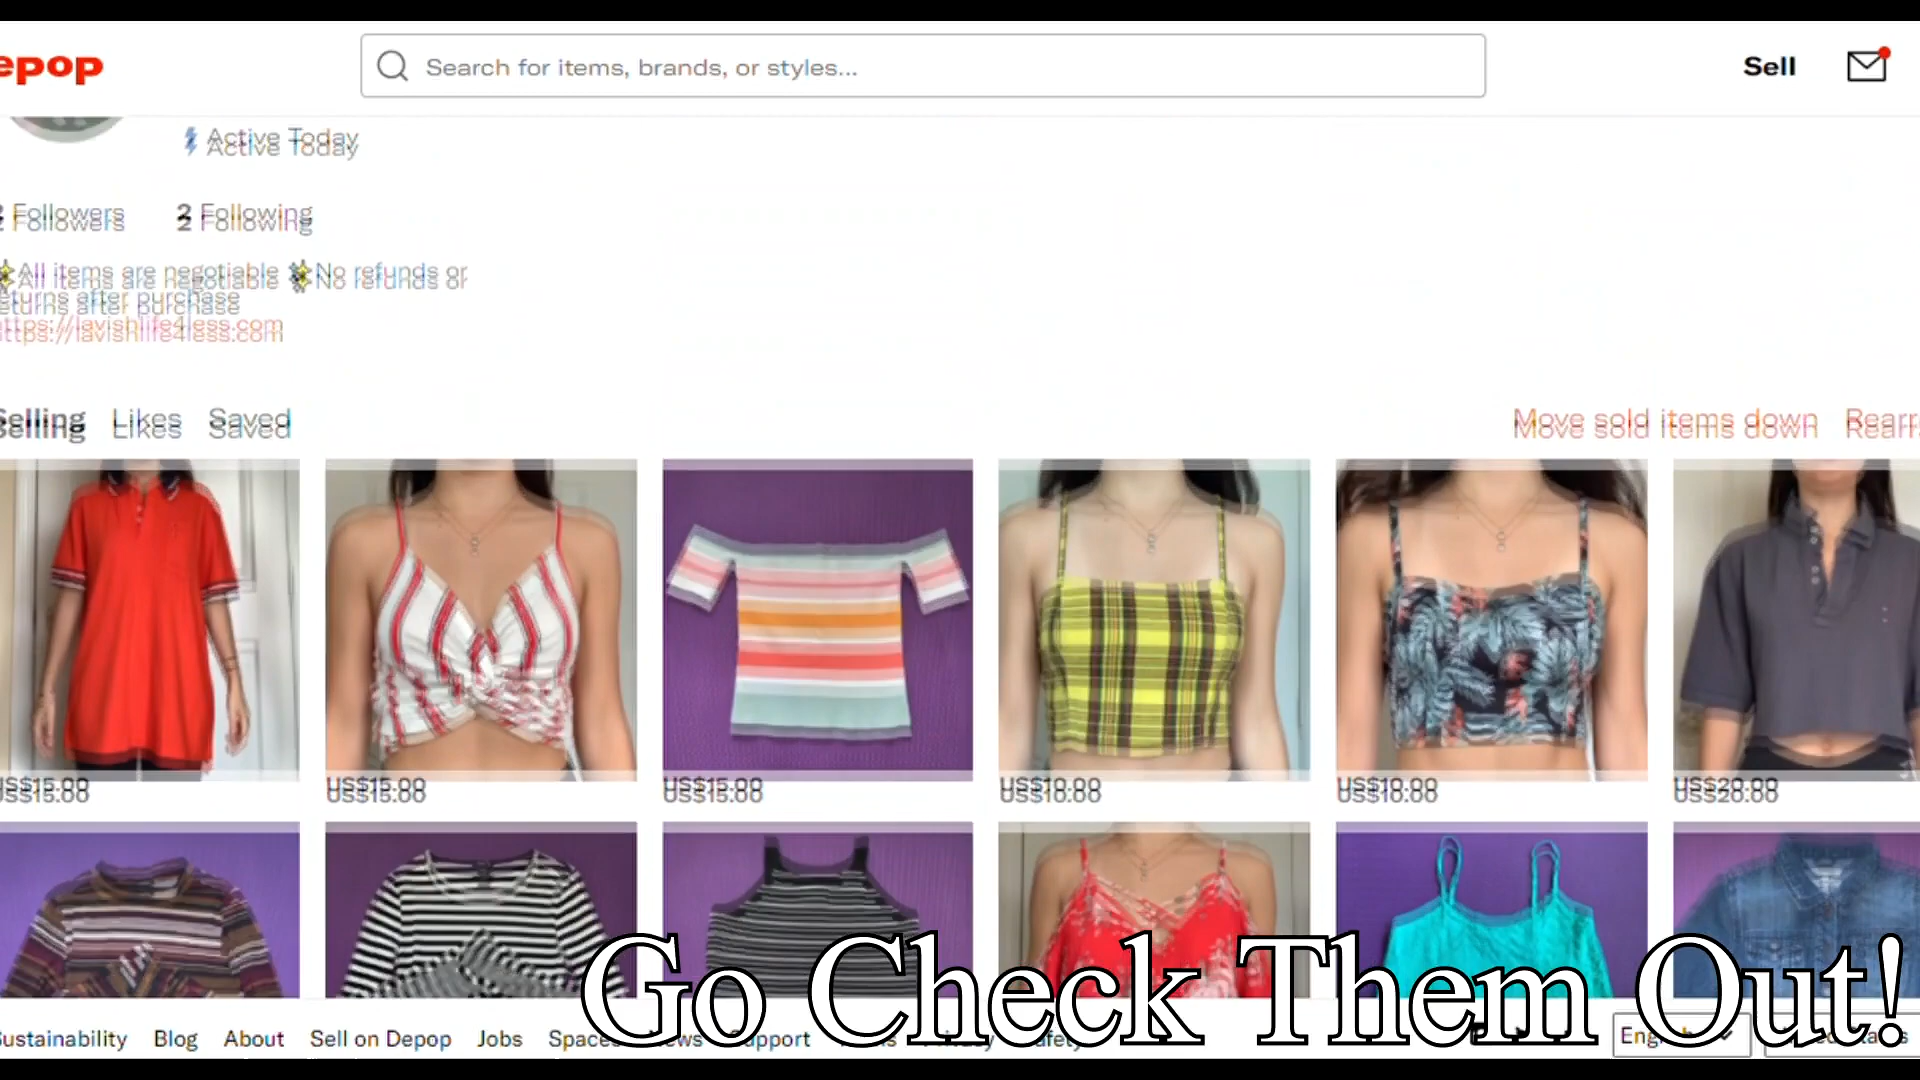 epop
Search for items, brands, or styles...
Sell
Active Today
Followers 2 Following
All items are negotiable No refunds or
eturns after purchase
ttps://lavishlife4less.com
Selling Likes Saved
Move sold items down Rearr
US$15.00 US$15.00 US$15.00 US$10.00 US$10.00 US$20.00
Go Check Them Out!
Sustainability Blog About Sell on Depop Jobs